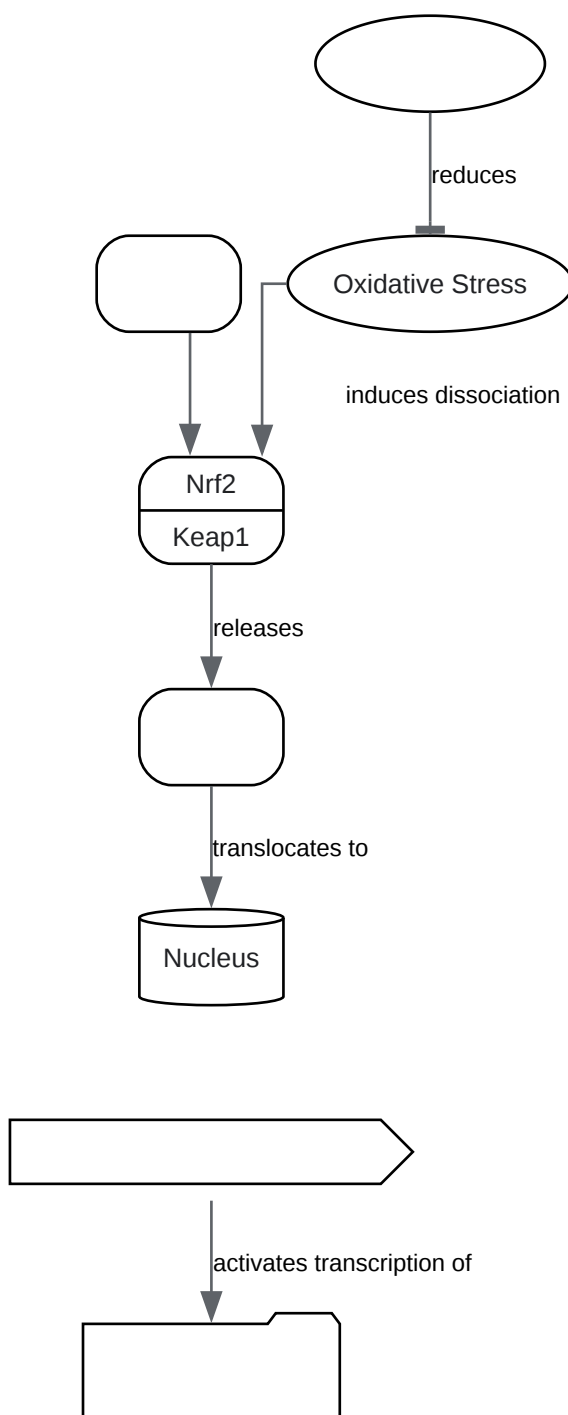 reduces
Oxidative Stress
induces dissociation
Nrf2
Keap1
releases
translocates to
Nucleus
activates transcription of